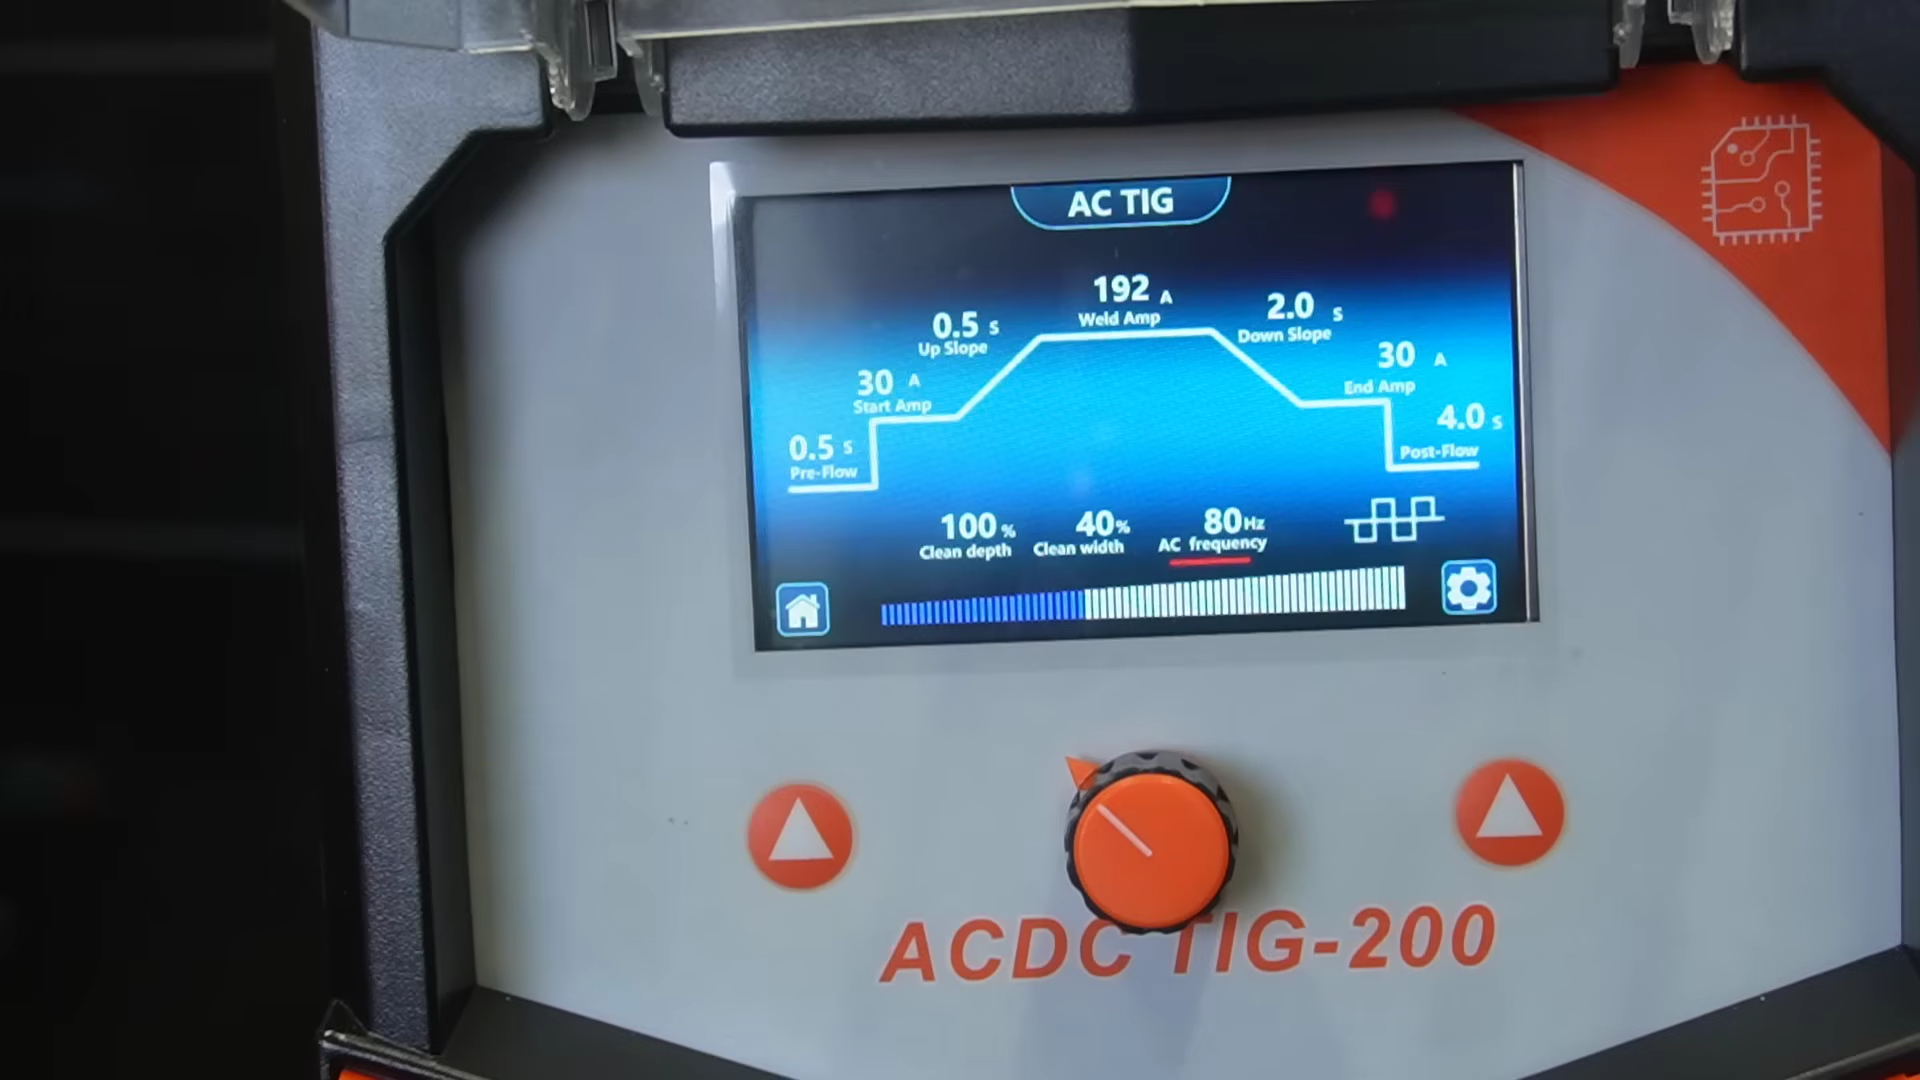 AC TIG
192 A
Weld Amp
0.5 s
Up Slope
2.0 s
Down Slope
30 A
Start Amp
30 A
End Amp
0.5 s
Pre-Flow
4.0 s
Post-Flow
100 %
Clean depth
40%
Clean width
80Hz
AC frequency
ACDC TIG-200